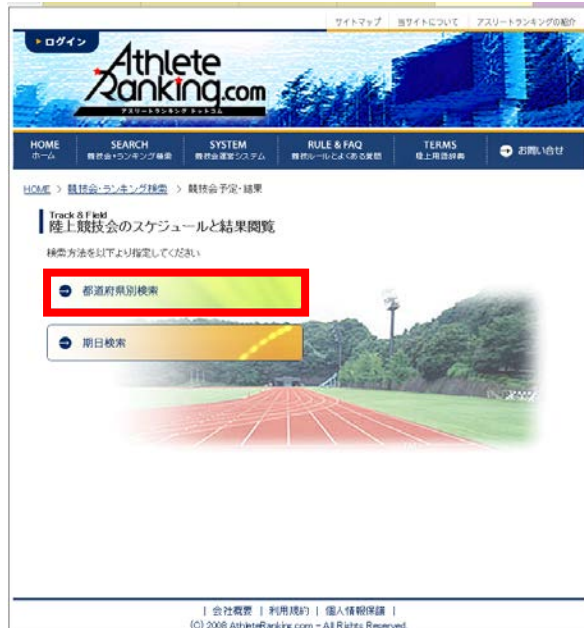 サイトマップ 当サイトについて アスリートランキングの紹介
ログイン
Athlete
Ranking.com
アスリートランキング ドットコム
HOME SEARCH SYSTEM RULE & FAQ TERMS
ホーム 競技会・ランキング検索 競技会運営システム 競技ルールとよくある質問 陸上用語辞典 お問い合せ
HOME > 競技会・ランキング検索 > 競技会予定・結果
Track & Field
陸上競技会のスケジュールと結果閲覧
検索方法を以下より指定してください
都道府県別検索
期日検索
| 会社概要 | 利用規約 | 個人情報保護 |
(C) 2008 AthleteRanking.com - All Rights Reserved.